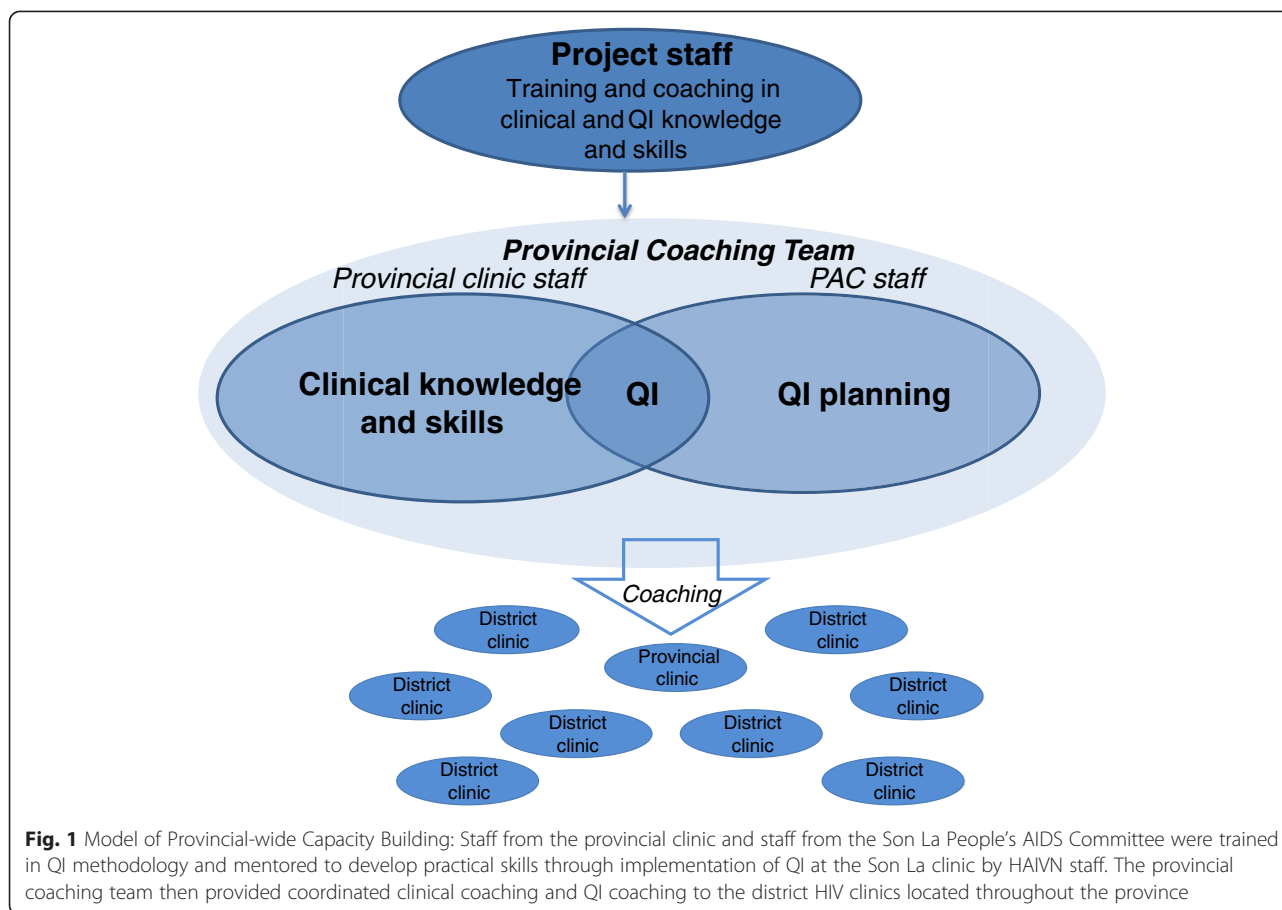 Project staff
Training and coaching in
clinical and QI knowledge
and skills
Provincial Coaching Team
Provincial clinic staff
PAC staff
Clinical knowledge
and skills
QI
QI planning
Coaching
District
clinic
District
clinic
Provincial
clinic
District
clinic
District
clinic
District
clinic
District
clinic
District
clinic
District
clinic
Fig. 1 Model of Provincial-wide Capacity Building: Staff from the provincial clinic and staff from the Son La People’s AIDS Committee were trained
in QI methodology and mentored to develop practical skills through implementation of QI at the Son La clinic by HAIVN staff. The provincial
coaching team then provided coordinated clinical coaching and QI coaching to the district HIV clinics located throughout the province